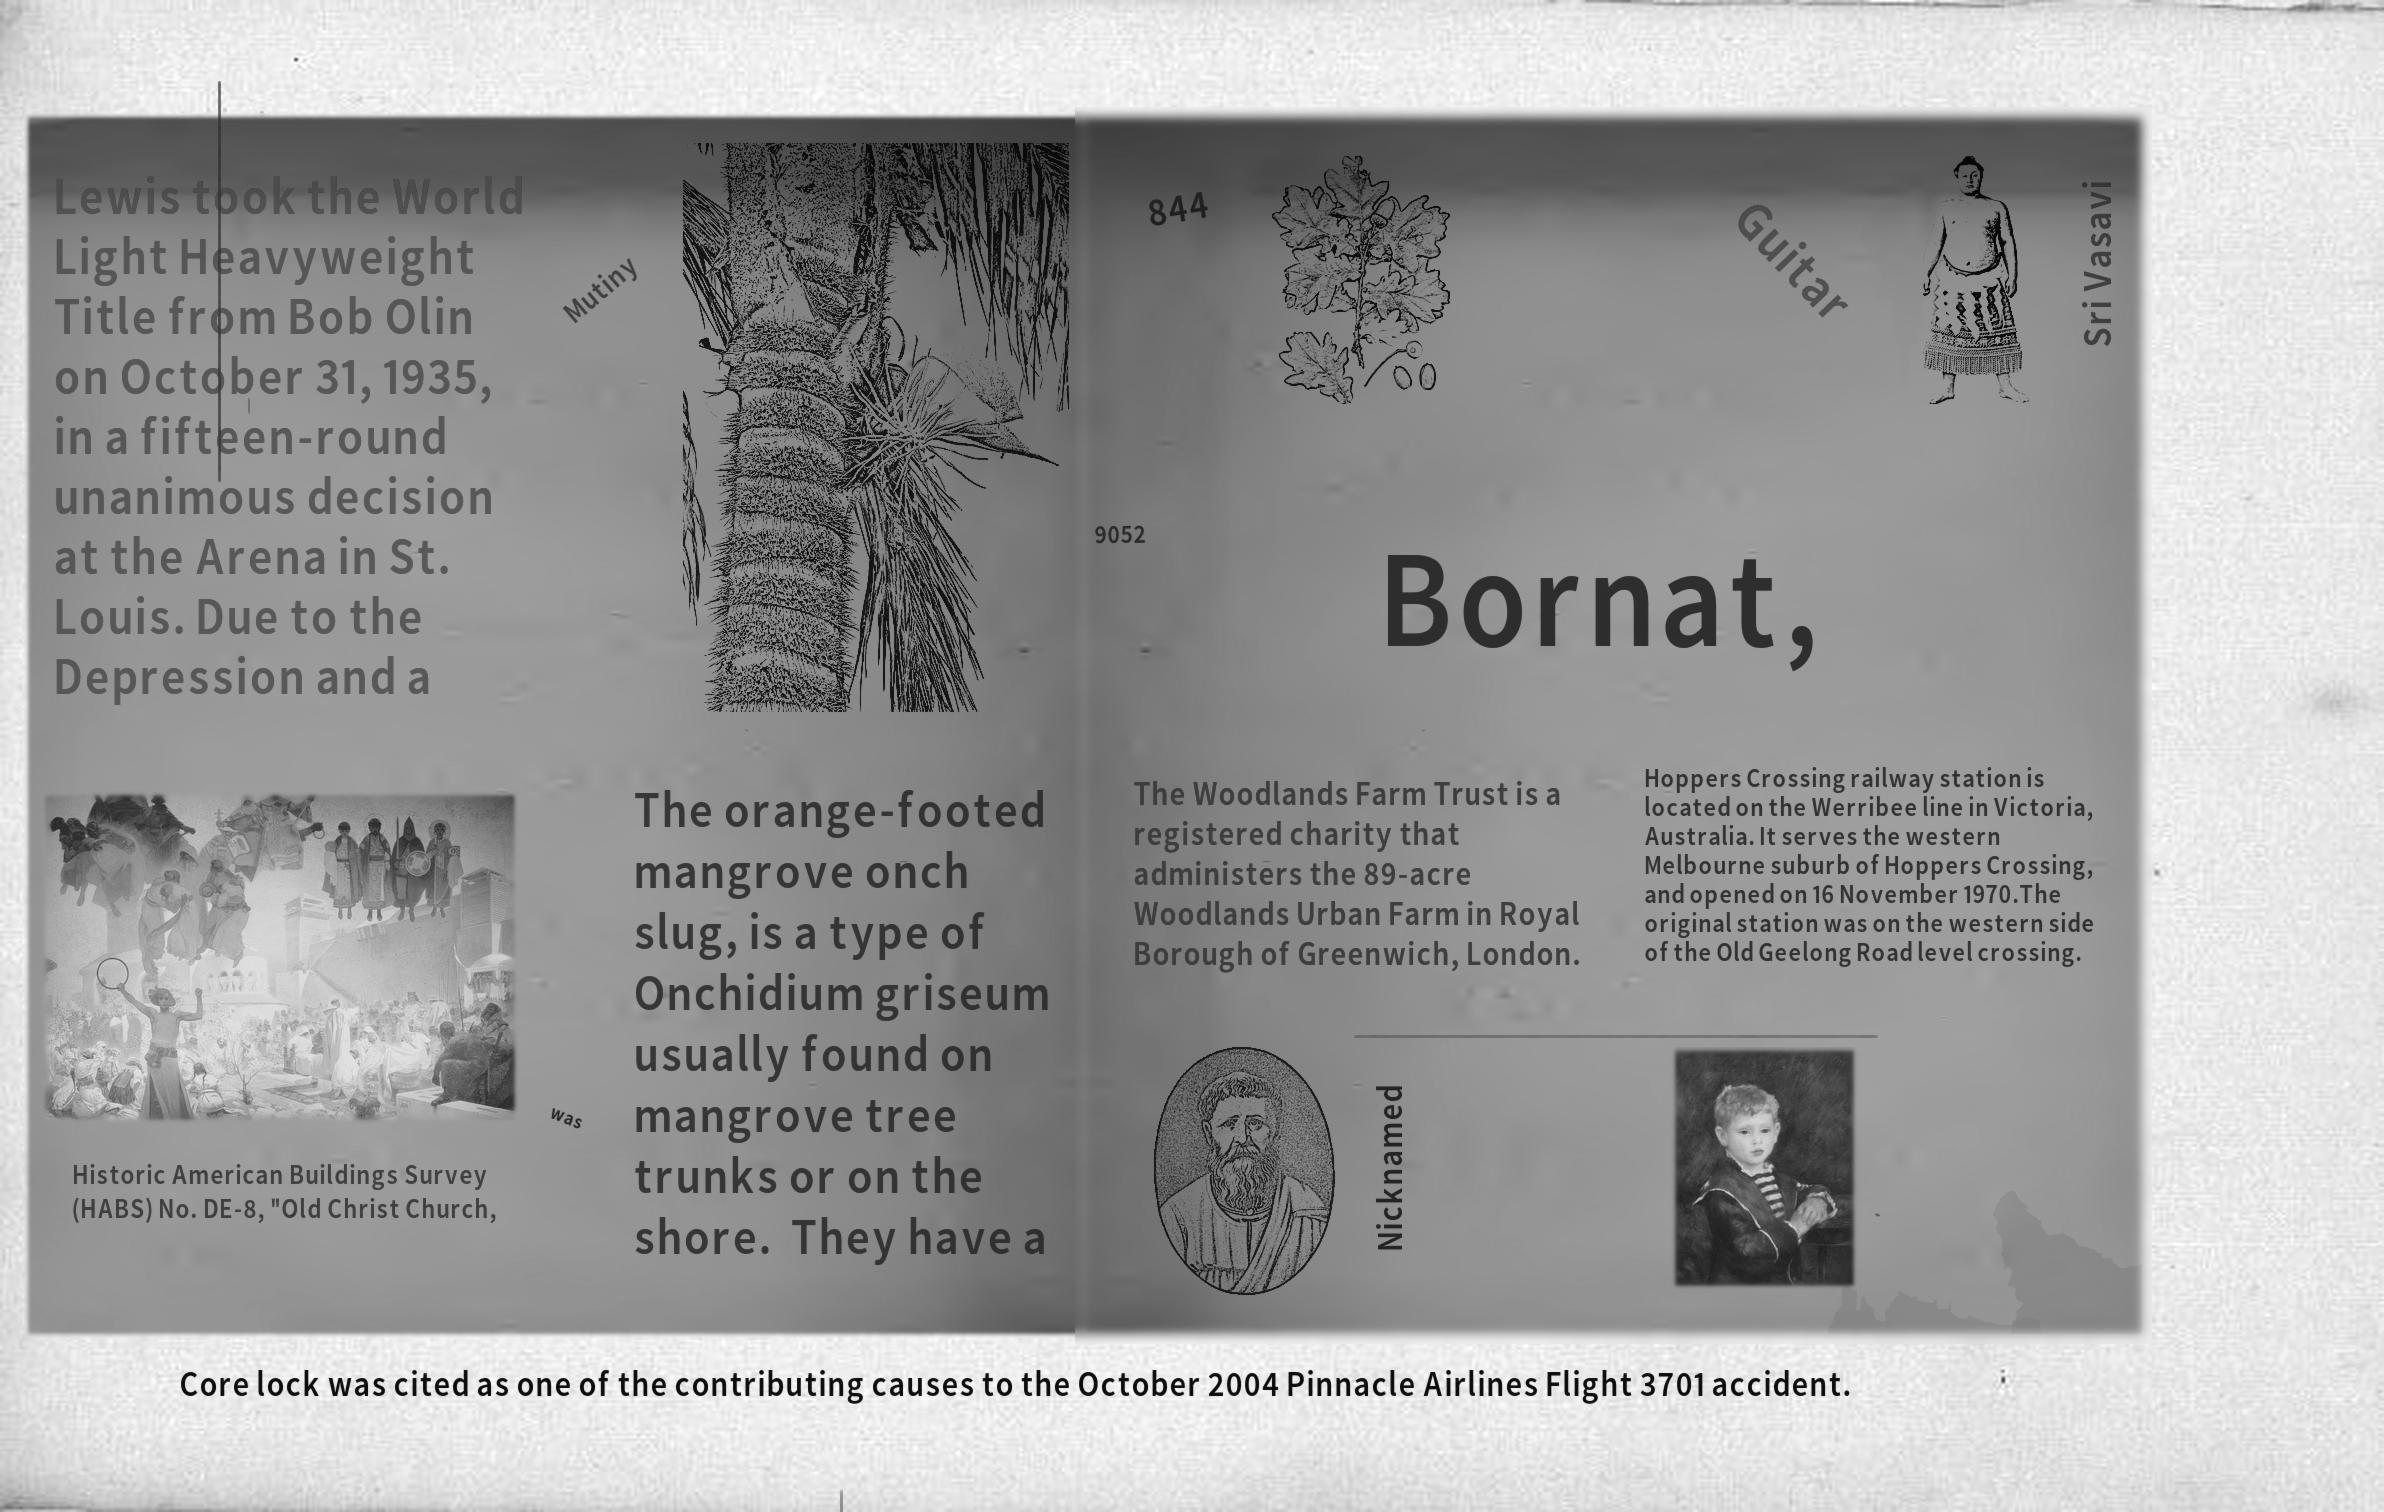 Lewis took the World
Light Heavyweight
Title from Bob Olin
on October 31, 1935,
in a fifteen-round
unanimous decision
at the Arena in St.
Louis. Due to the
Depression and a
Mutiny
Historic American Buildings Survey
(HABS) No. DE-8, "Old Christ Church,
was
The orange-footed
mangrove onch
slug, is a type of
Onchidium griseum
usually found on
mangrove tree
trunks or on the
shore. They have a
844
Guitar
Sri Vasavi
9052
Bornat,
The Woodlands Farm Trust is a
registered charity that
administers the 89-acre
Woodlands Urban Farm in Royal
Borough of Greenwich, London.
Hoppers Crossing railway station is
located on the Werribee line in Victoria,
Australia. It serves the western
Melbourne suburb of Hoppers Crossing,
and opened on 16 November 1970.The
original station was on the western side
of the Old Geelong Road level crossing.
Nicknamed
Core lock was cited as one of the contributing causes to the October 2004 Pinnacle Airlines Flight 3701 accident.